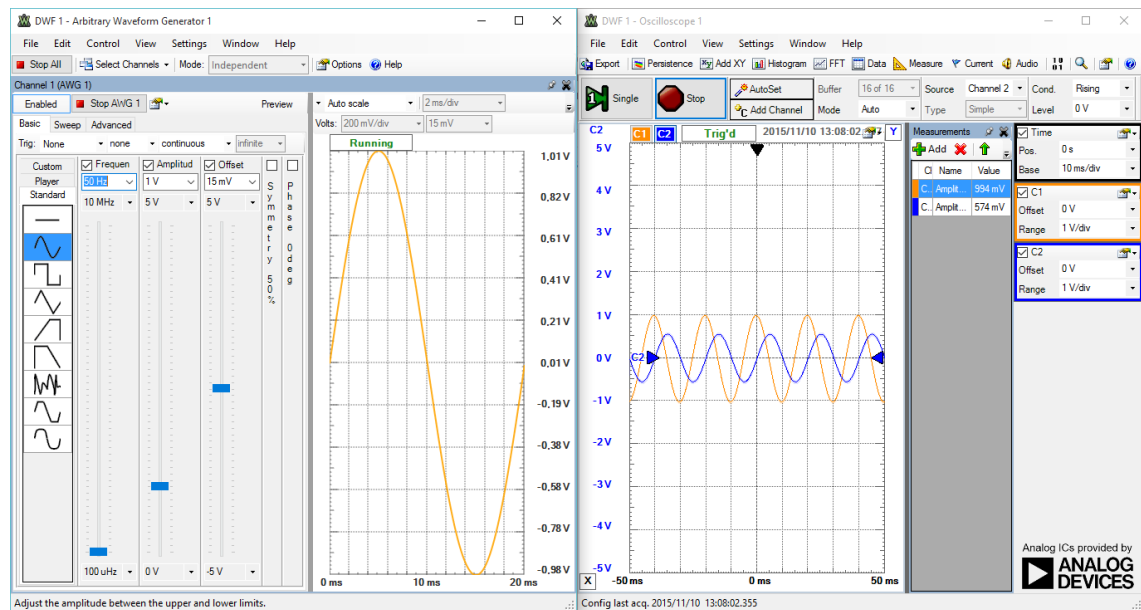 DWF 1 - Arbitrary Waveform Generator 1
File Edit Control View Settings Window Help
Stop All Select Channels Mode: Independent Options Help
Channel 1 (AWG 1)
Enabled Stop AWG 1 Preview
Basic Sweep Advanced
Trig: None none continuous infinite
Custom
Player
Standard
Frequen Amplitud Offset
50 Hz 1 V 15 mV
10 MHz 5 V 5 V
100 uHz 0 V -5 V
Symmetry 50%
Phase 0 deg
Auto scale 2 ms/div
Volts: 200 mV/div 15 mV
Running
1,01 V
0,82 V
0,61 V
0,41 V
0,21 V
0,01 V
-0,19 V
-0,38 V
-0,58 V
-0,78 V
-0,98 V
0 ms 10 ms 20 ms
Adjust the amplitude between the upper and lower limits.
DWF 1 - Oscilloscope 1
File Edit Control View Settings Window Help
Export Persistence Add XY Histogram FFT Data Measure Current Audio
Single Stop AutoSet Buffer 16 of 16 Source Channel 2 Cond. Rising
Add Channel Mode Auto Type Simple Level 0 V
C2 C1 C2 Trig'd 2015/11/10 13:08:02 Y
5 V
4 V
3 V
2 V
1 V
0 V
-1 V
-2 V
-3 V
-4 V
-5 V
C2
X -50 ms 0 ms 50 ms
Measurements
Add
Name Value
C.. Amplit... 994 mV
C.. Amplit... 574 mV
Time
Pos. 0 s
Base 10 ms/div
C1
Offset 0 V
Range 1 V/div
C2
Offset 0 V
Range 1 V/div
Analog ICs provided by
ANALOG
DEVICES
Config last acq. 2015/11/10 13:08:02.355